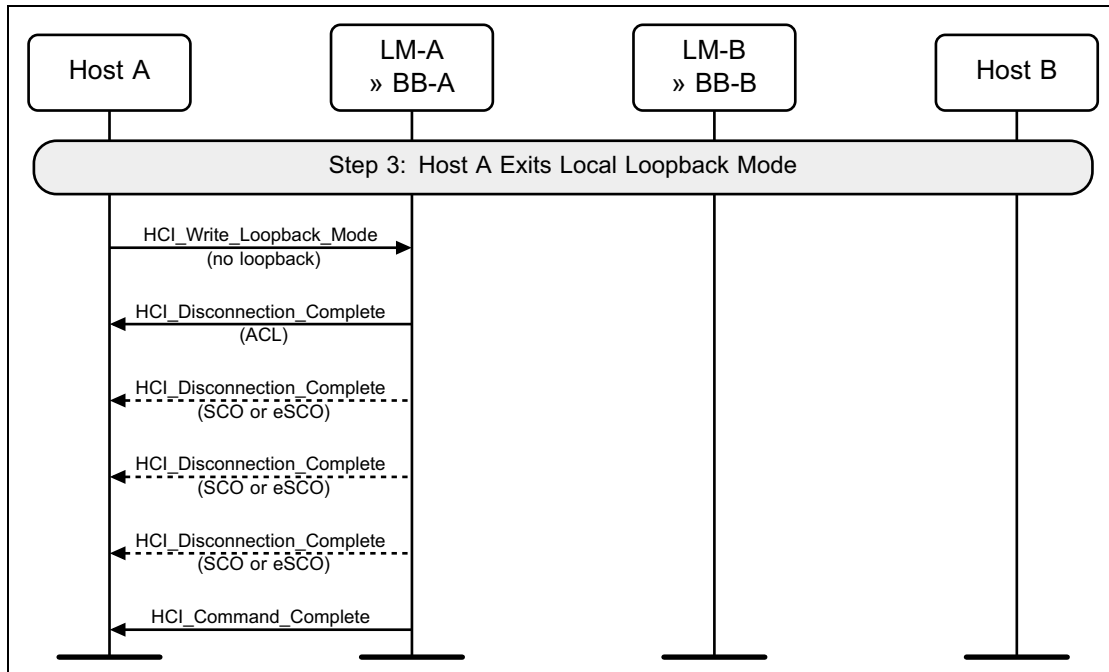 Host A
LM-A
» BB-A
LM-B
» BB-B
Host B
Step 3:  Host A Exits Local Loopback Mode
HCI_Write_Loopback_Mode
(no loopback)
HCI_Disconnection_Complete
(ACL)
HCI_Disconnection_Complete
(SCO or eSCO)
HCI_Disconnection_Complete
(SCO or eSCO)
HCI_Disconnection_Complete
(SCO or eSCO)
HCI_Command_Complete